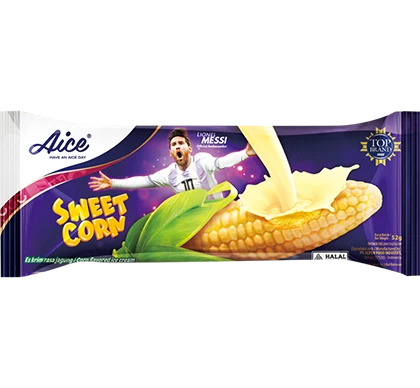 Aice®
HAVE AN AICE DAY
LIONEL
MESSI
Official Ambassador
10
TOP
BRAND
SWEET
CORN
Es krim rasa jagung / Corn flavored ice cream
HALAL
52g